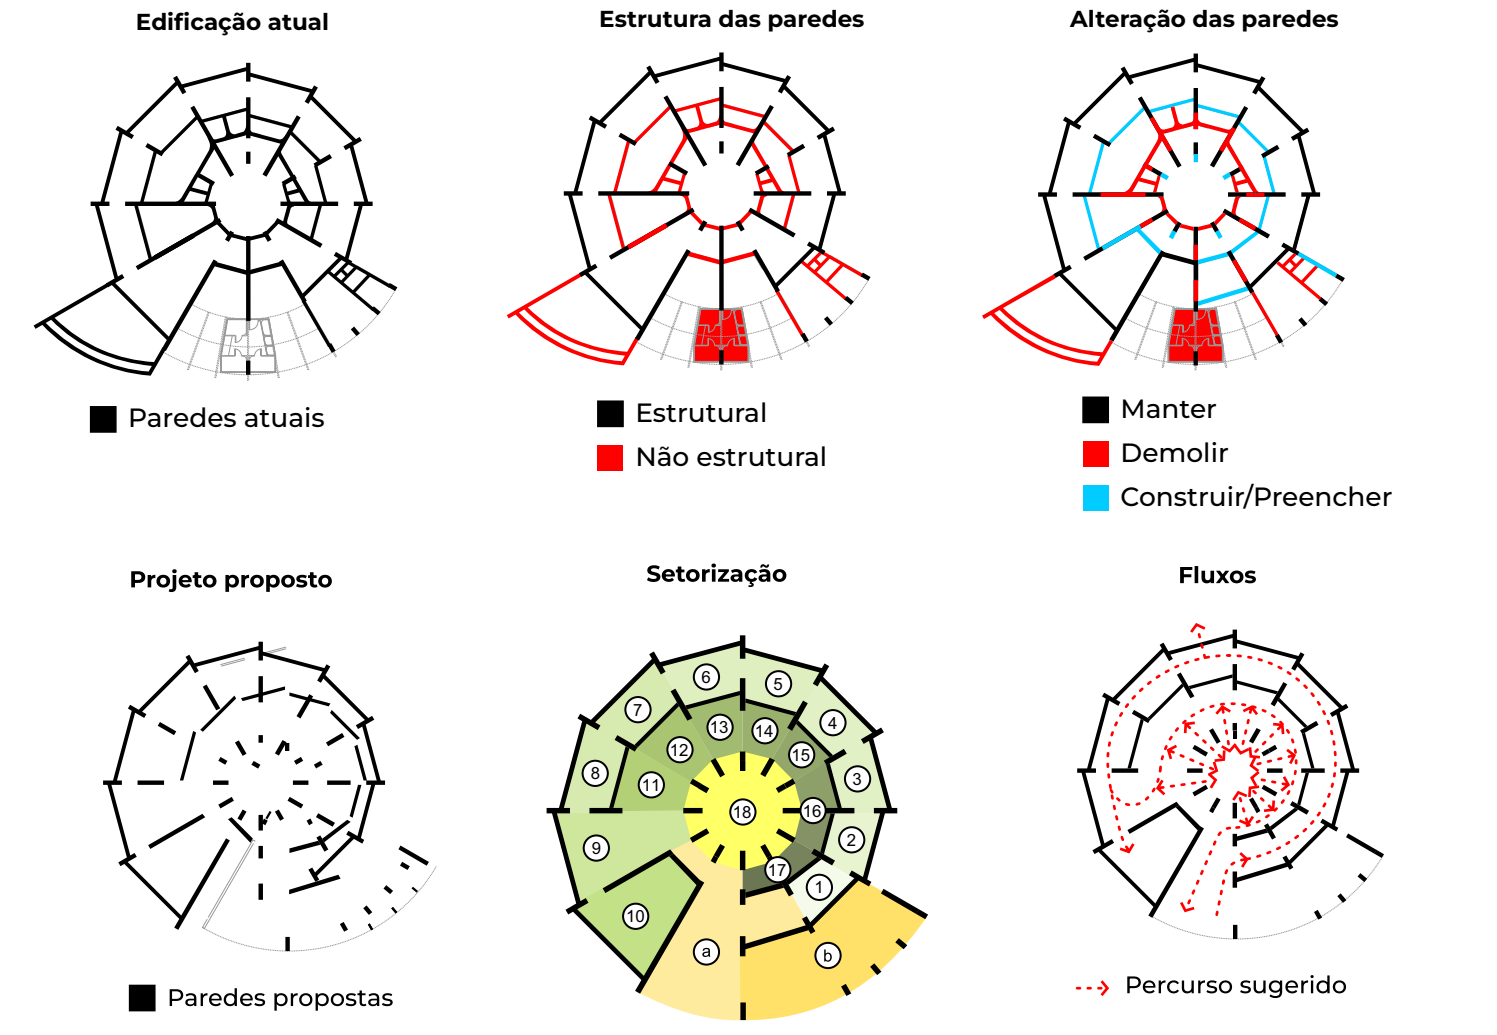 Edificação atual
Estrutura das paredes
Alteração das paredes
Paredes atuais
Estrutural
Não estrutural
Manter
Demolir
Construir/Preencher
Projeto proposto
Setorização
Fluxos
6
5
7
4
13
14
12
15
8
3
11
16
18
9
2
17
1
10
a
b
Paredes propostas
Percurso sugerido